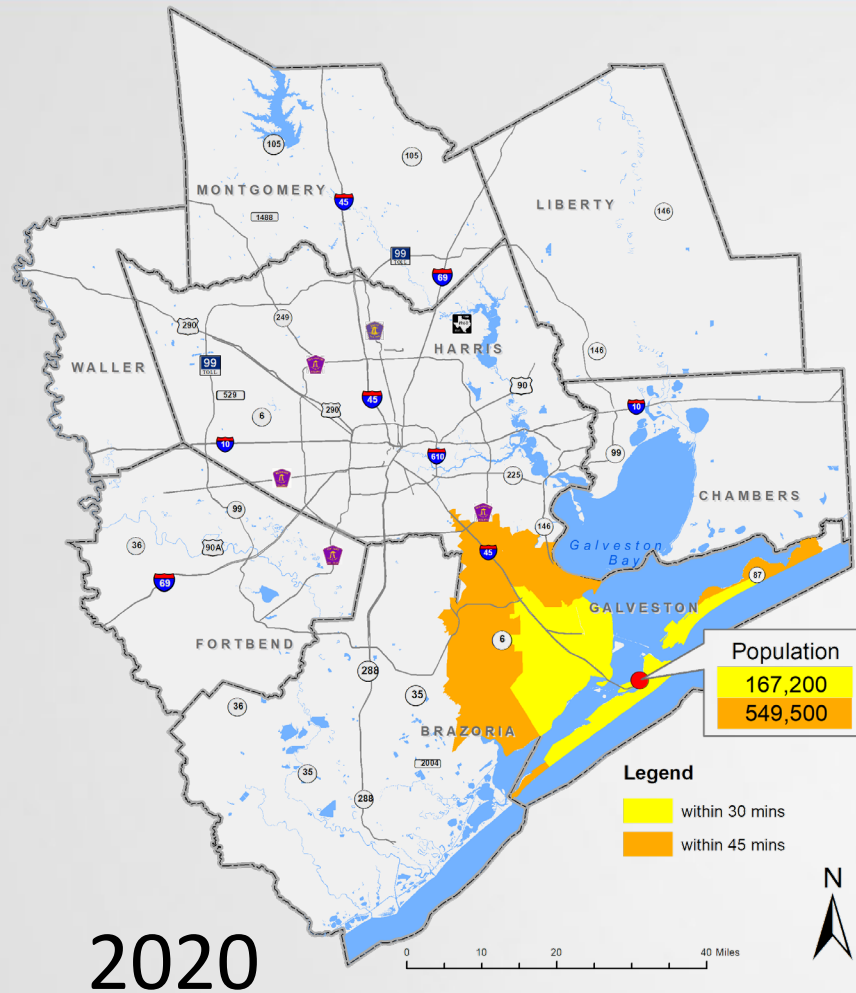 105
105
MONTGOMERY
LIBERTY
45
146
1488
99
TOLL
69
290
249
HARRIS
146
WALLER
99
TOLL
529
290
45
90
6
10
10
610
99
225
CHAMBERS
99
146
36
90A
45
Galveston
Bay
69
87
GALVESTON
FORTBEND
6
288
35
36
BRAZORIA
2004
35
288
Population
167,200
549,500
Legend
within 30 mins
within 45 mins
N
2020
0 10 20 40 Miles